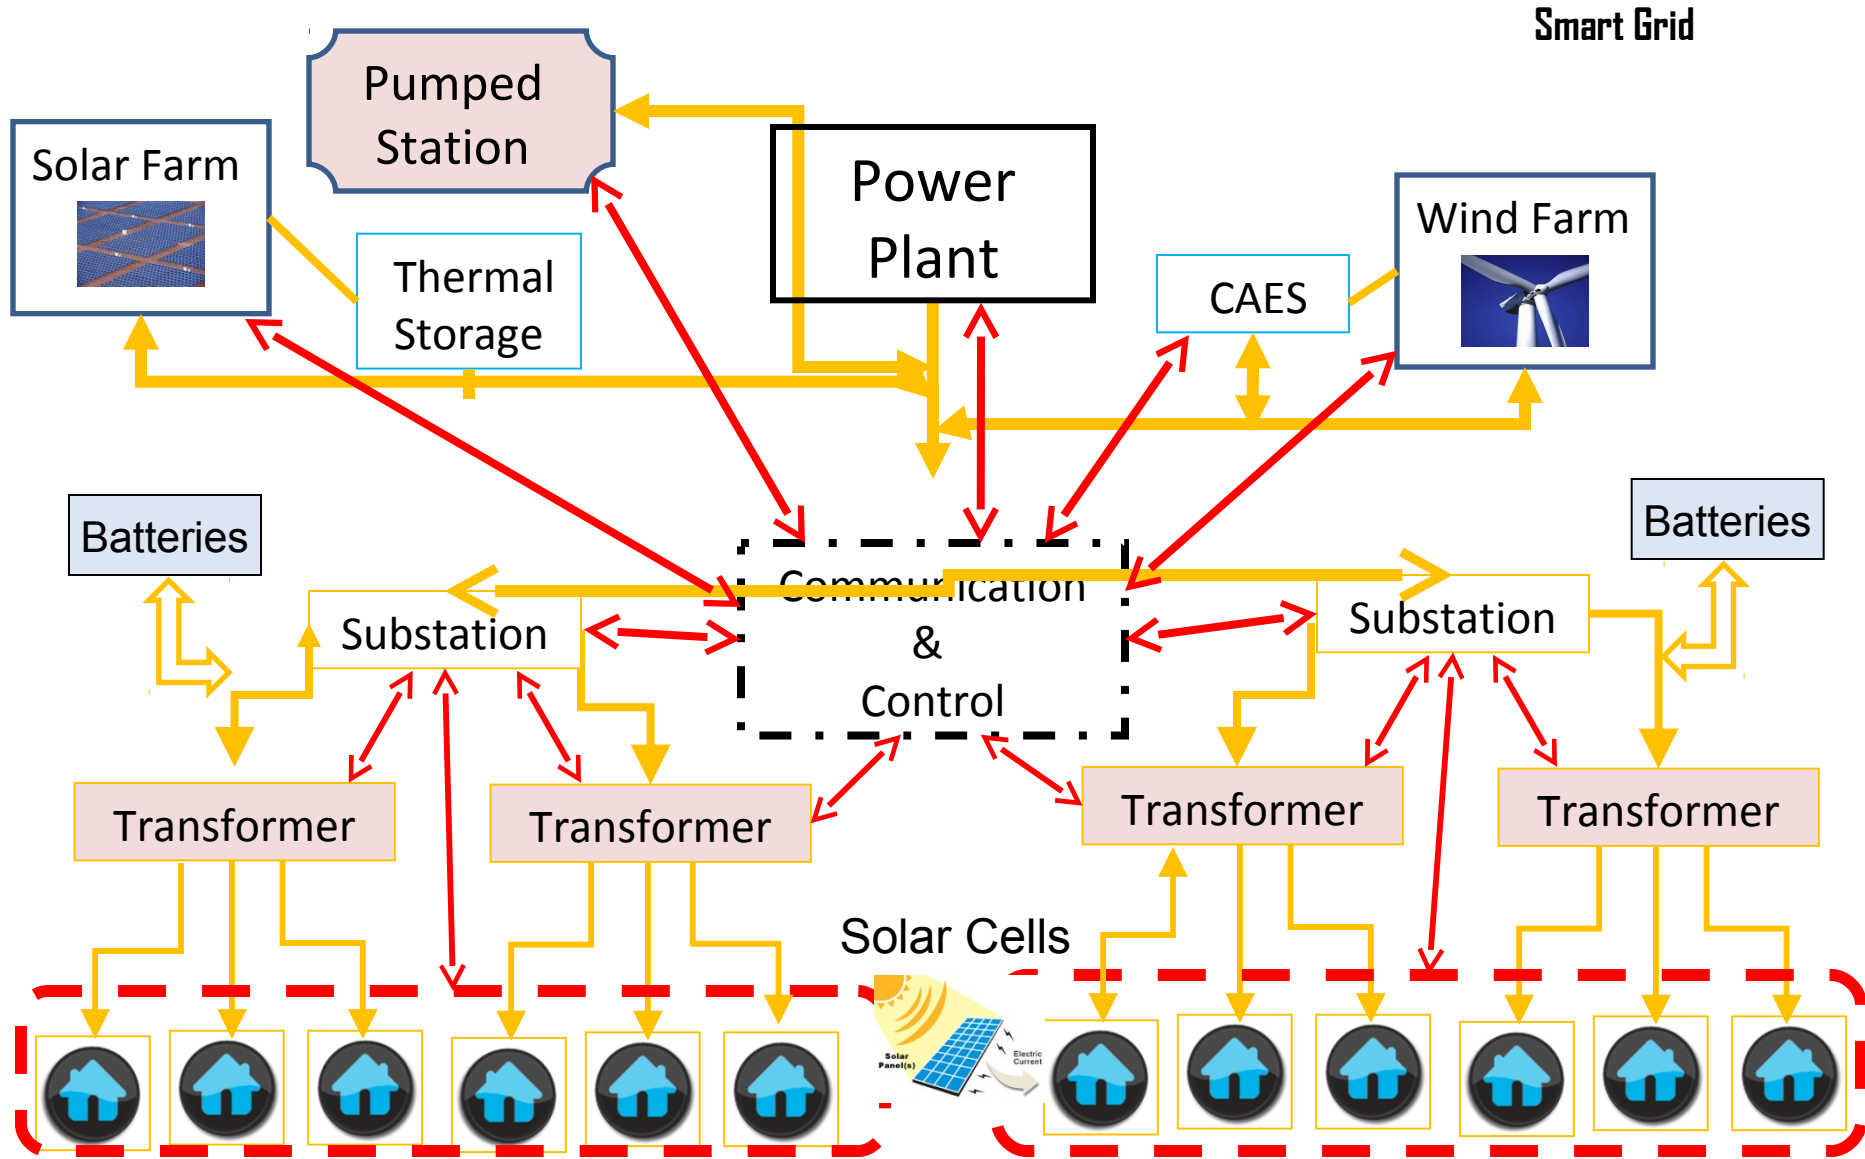 Smart Grid
Pumped
Station
Solar Farm
Power
Plant
Wind Farm
Thermal
Storage
CAES
Batteries
Batteries
Communication
&
Control
Substation
Substation
Transformer
Transformer
Transformer
Transformer
Solar Cells
Solar
Panel(s)
Electric
Current